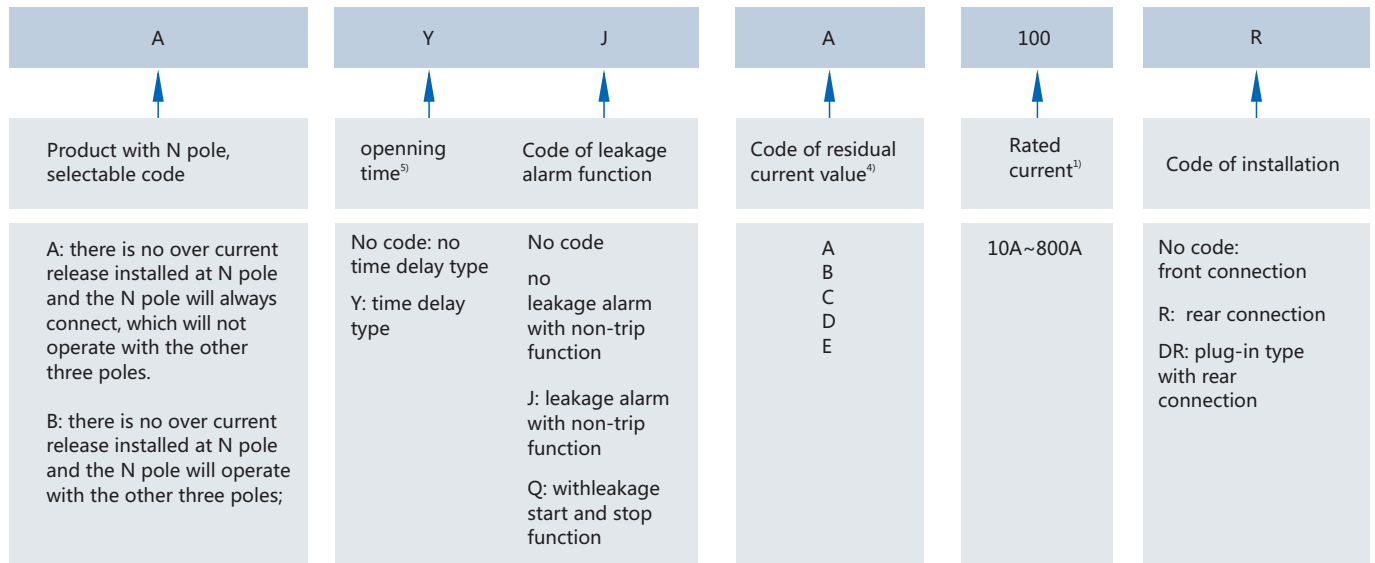 A
Y
J
A
100
R
Product with N pole,
selectable code
openning
time5)
Code of leakage
alarm function
Code of residual
current value4)
Rated
current1)
Code of installation
A: there is no over current
release installed at N pole
and the N pole will always
connect, which will not
operate with the other
three poles.
B: there is no over current
release installed at N pole
and the N pole will operate
with the other three poles;
No code: no
time delay type
Y: time delay
type
No code
no
leakage alarm
with non-trip
function
J: leakage alarm
with non-trip
function
Q: withleakage
start and stop
function
A
B
C
D
E
10A~800A
No code:
front connection
R: rear connection
DR: plug-in type
with rear
connection